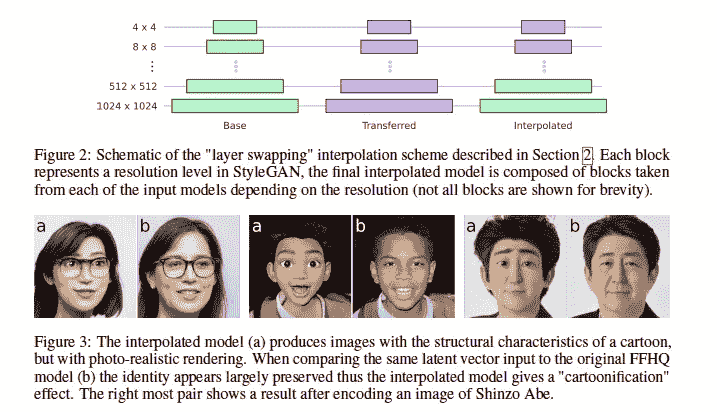 4 x 4
8 x 8
512 x 512
1024 x 1024
Base Transferred Interpolated
Figure 2: Schematic of the "layer swapping" interpolation scheme described in Section 2. Each block
represents a resolution level in StyleGAN, the final interpolated model is composed of blocks taken
from each of the input models depending on the resolution (not all blocks are shown for brevity).
a b a b a b
Figure 3: The interpolated model (a) produces images with the structural characteristics of a cartoon,
but with photo-realistic rendering. When comparing the same latent vector input to the original FFHQ
model (b) the identity appears largely preserved thus the interpolated model gives a "cartoonification"
effect. The right most pair shows a result after encoding an image of Shinzo Abe.